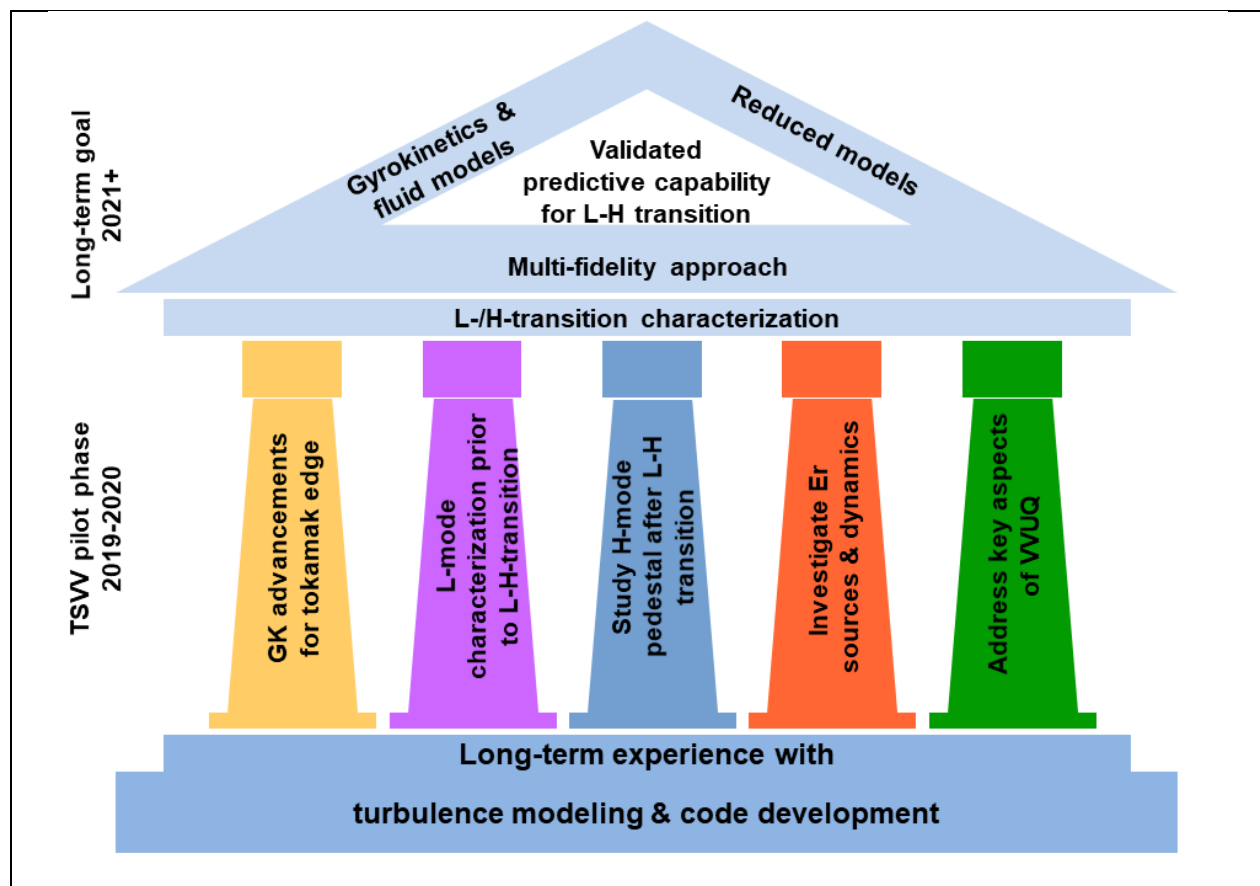 Long-term goal
2021+
Gyrokinetics &
fluid models
Reduced models
Validated
predictive capability
for L-H transition
Multi-fidelity approach
L-/H-transition characterization
TSVV pilot phase
2019-2020
GK advancements
for tokamak edge
L-mode
characterization prior
to L-H-transition
Study H-mode
pedestal after L-H
transition
Investigate Er
sources & dynamics
Address key aspects
of VVUQ
Long-term experience with
turbulence modeling & code development